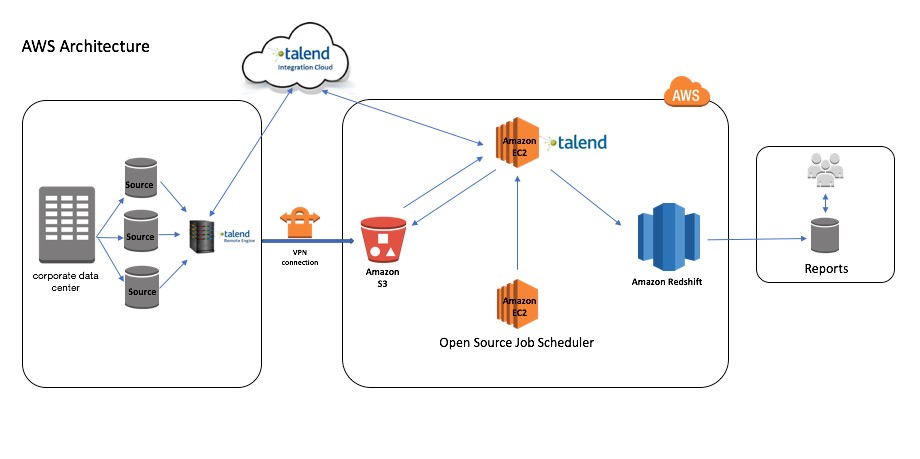 AWS Architecture
talend
Integration Cloud
AWS
Amazon
EC2
talend
Source
Source
Source
corporate data
center
talend
Remote Engine
VPN
connection
Amazon
S3
Amazon
EC2
Open Source Job Scheduler
Amazon Redshift
Reports